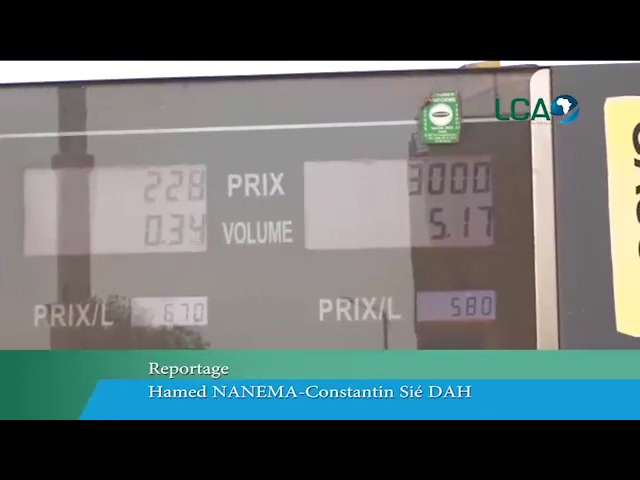 LCA
228 PRIX 3000
0.34 VOLUME 5.17
PRIX/L 670 PRIX/L 580
Reportage
Hamed NANEMA-Constantin Sié DAH